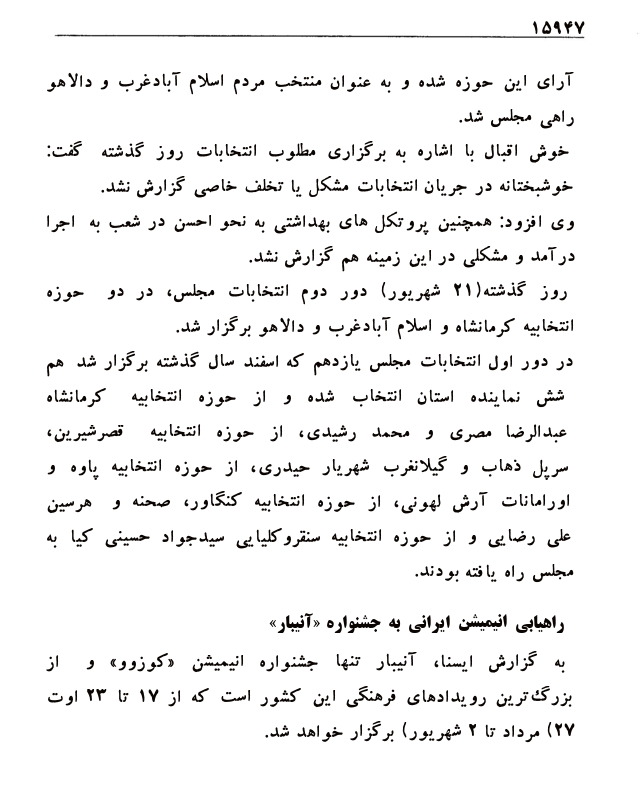 ۱۵۹۴۷
آرای این حوزه شده و به عنوان منتخب مردم اسلام آبادغرب و دالاهو
راهی مجلس شد.
خوش اقبال با اشاره به برگزاری مطلوب انتخابات روز گذشته گفت:
خوشبختانه در جریان انتخابات مشکل یا تخلف خاصی گزارش نشد.
وی افزود: همچنین پروتکل های بهداشتی به نحو احسن در شعب به اجرا
درآمد و مشکلی در این زمینه هم گزارش نشد.
روز گذشته(۲۱ شهریور) دور دوم انتخابات مجلس، در دو حوزه
انتخابیه کرمانشاه و اسلام آبادغرب و دالاهو برگزار شد.
در دور اول انتخابات مجلس یازدهم که اسفند سال گذشته برگزار شد هم
شش نماینده استان انتخاب شده و از حوزه انتخابیه کرمانشاه
عبدالرضا مصری و محمد رشیدی، از حوزه انتخابیه قصرشیرین،
سرپل ذهاب و گیلانغرب شهریار حیدری، از حوزه انتخابیه پاوه و
اورامانات آرش لهونی، از حوزه انتخابیه کنگاور، صحنه و هرسین
علی رضایی و از حوزه انتخابیه سنقروکلیایی سیدجواد حسینی کیا به
مجلس راه یافته بودند.
راهیابی انیمیشن ایرانی به جشنواره «آنیبار»
به گزارش ایسنا، آنیبار تنها جشنواره انیمیشن «کوزوو» و از
بزرگ‌ترین رویدادهای فرهنگی این کشور است که از ۱۷ تا ۲۳ اوت
۲۷) مرداد تا ۲ شهریور) برگزار خواهد شد.